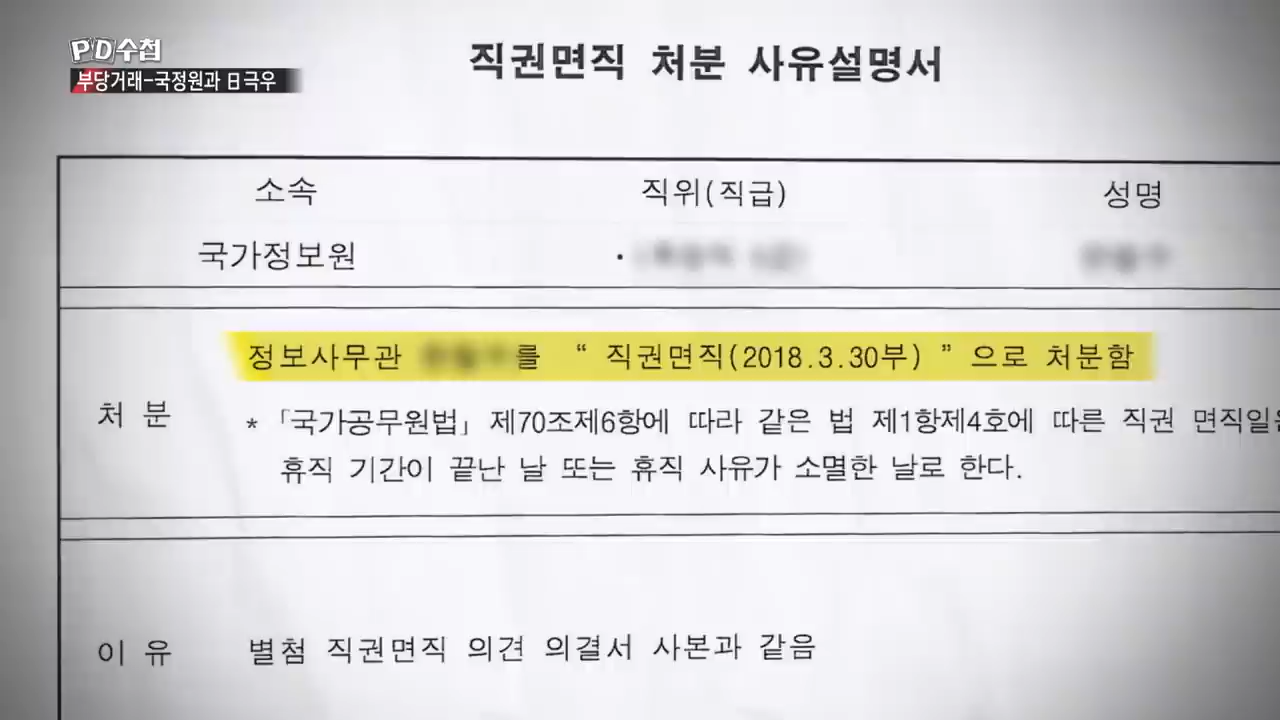 PD수첩
부당거래-국정원과 日 극우
직권면직 처분 사유설명서
소속 직위(직급) 성명
국가정보원
정보사무관 를 “ 직권면직(2018.3.30부) ” 으로 처분함
처 분
* 「국가공무원법」 제70조제6항에 따라 같은 법 제1항제4호에 따른 직권 면직일은
휴직 기간이 끝난 날 또는 휴직 사유가 소멸한 날로 한다.
이 유 별첨 직권면직 의견 의결서 사본과 같음